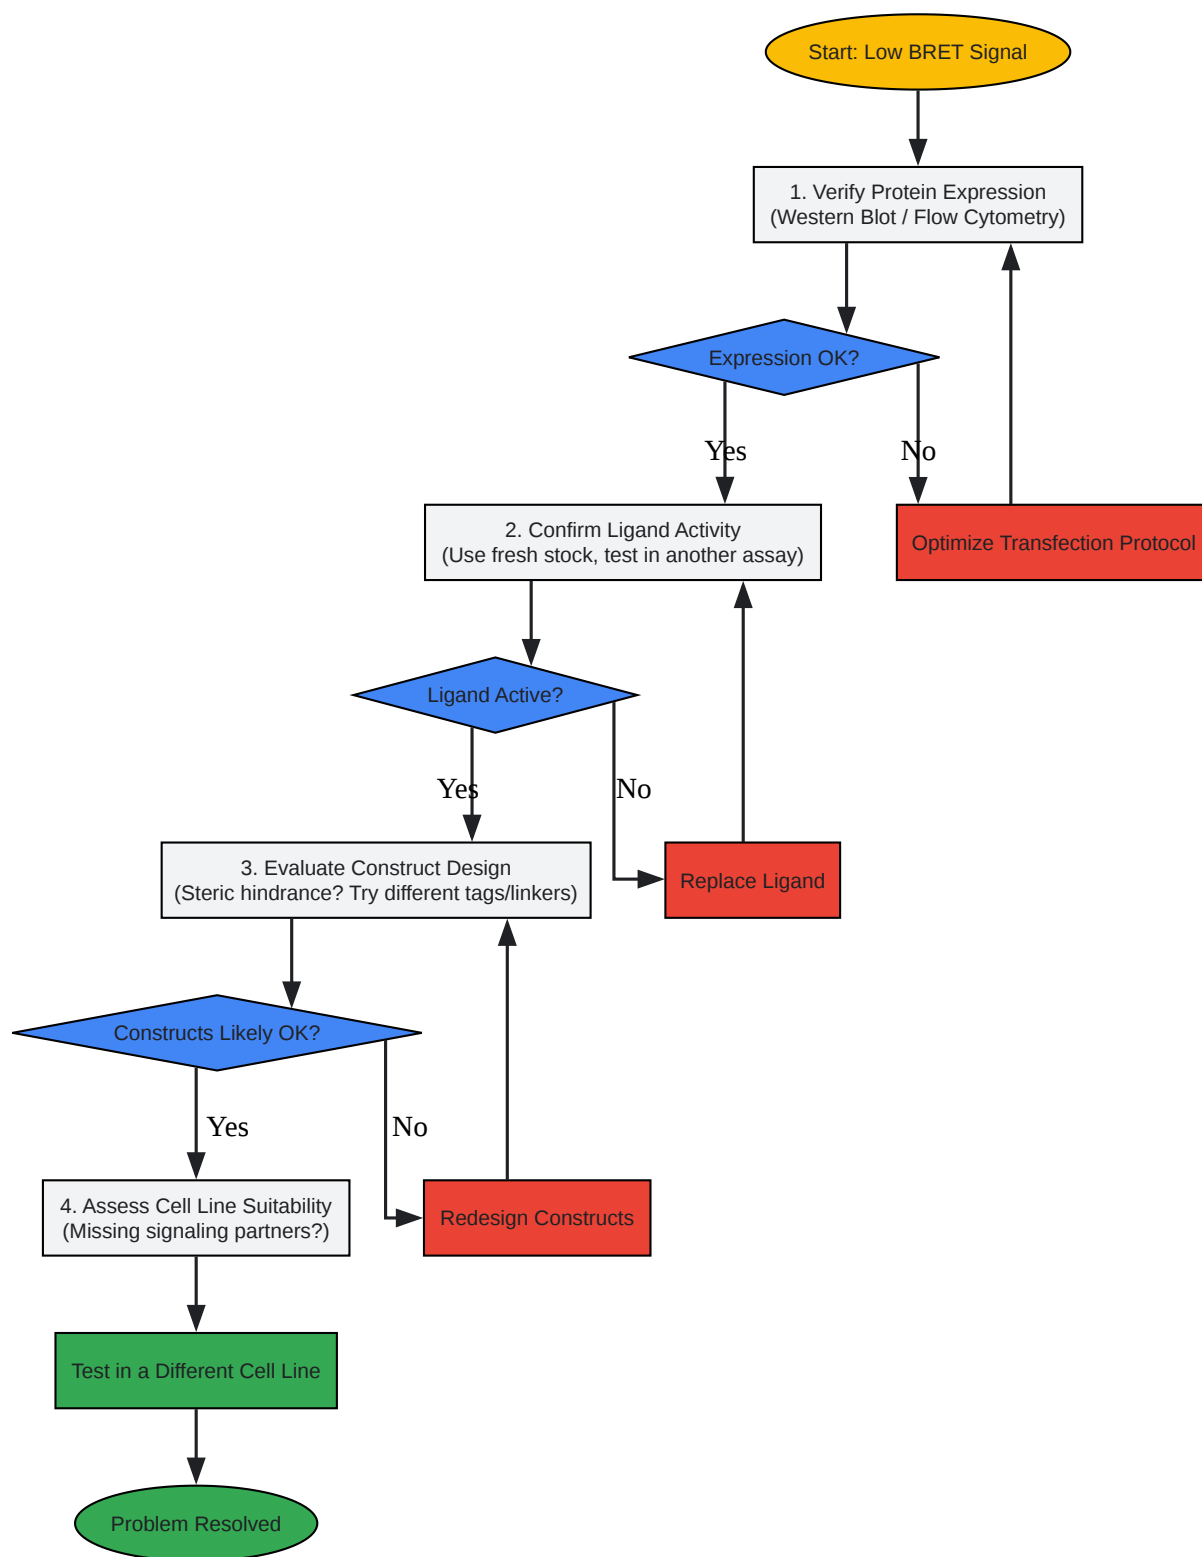 Start: Low BRET Signal
1. Verify Protein Expression
(Western Blot / Flow Cytometry)
Expression OK?
Yes
No
2. Confirm Ligand Activity
(Use fresh stock, test in another assay)
Optimize Transfection Protocol
Ligand Active?
Yes
No
3. Evaluate Construct Design
(Steric hindrance? Try different tags/linkers)
Replace Ligand
Constructs Likely OK?
Yes
No
4. Assess Cell Line Suitability
(Missing signaling partners?)
Redesign Constructs
Test in a Different Cell Line
Problem Resolved